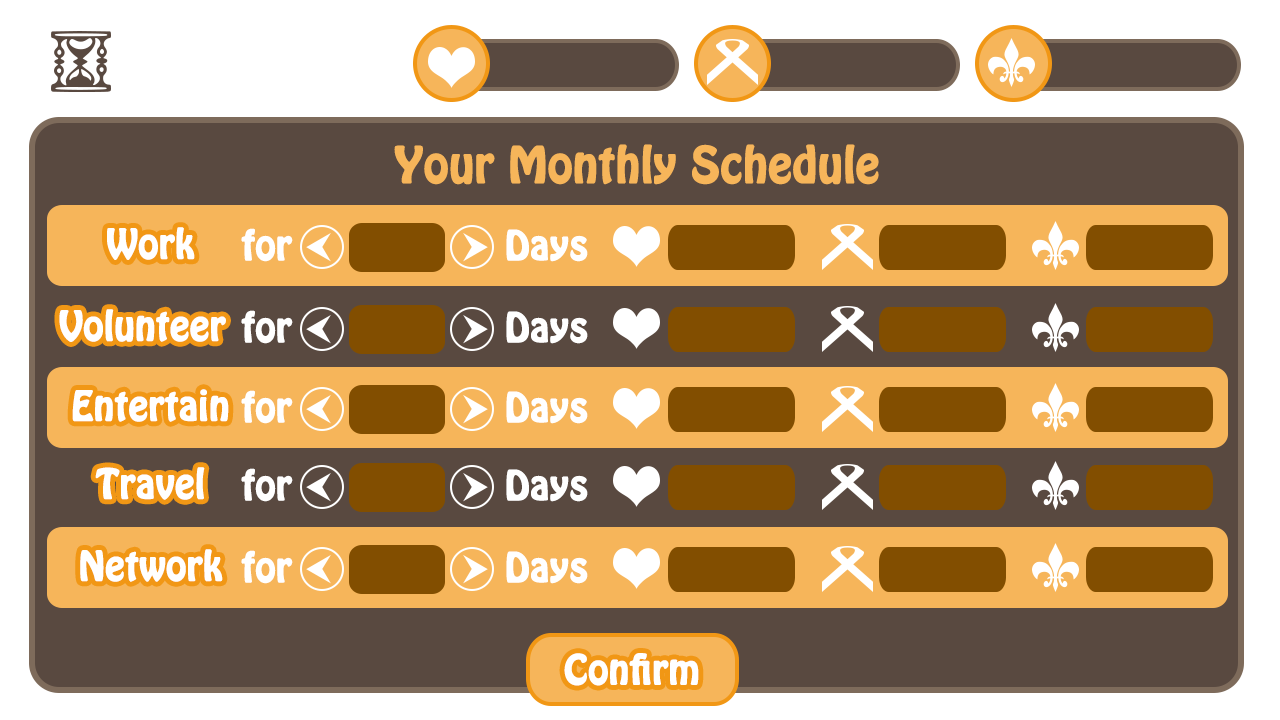 Your Monthly Schedule
Work for Days
Volunteer for Days
Entertain for Days
Travel for Days
Network for Days
Confirm